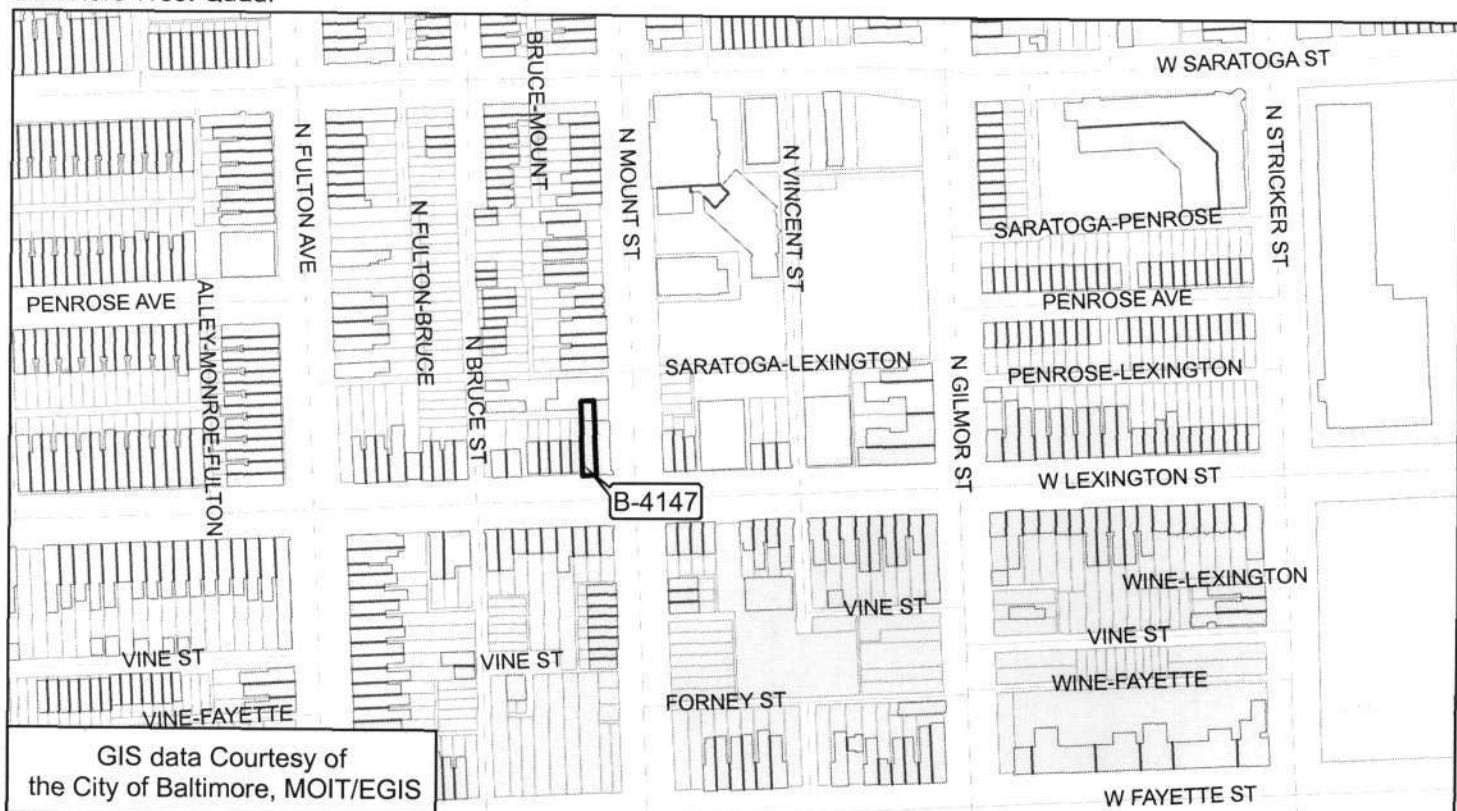 W SARATOGA ST
BRUCE-MOUNT
N FULTON AVE
N MOUNT ST
N VINCENT ST
N STRICKER ST
N FULTON-BRUCE
SARATOGA-PENROSE
PENROSE AVE
ALLEY-MONROE-FULTON
PENROSE AVE
N BRUCE ST
SARATOGA-LEXINGTON
N GILMOR ST
PENROSE-LEXINGTON
W LEXINGTON ST
B-4147
WINE-LEXINGTON
VINE ST
VINE ST
VINE ST
VINE ST
WINE-FAYETTE
FORNEY ST
VINE-FAYETTE
GIS data Courtesy of
the City of Baltimore, MOIT/EGIS
W FAYETTE ST